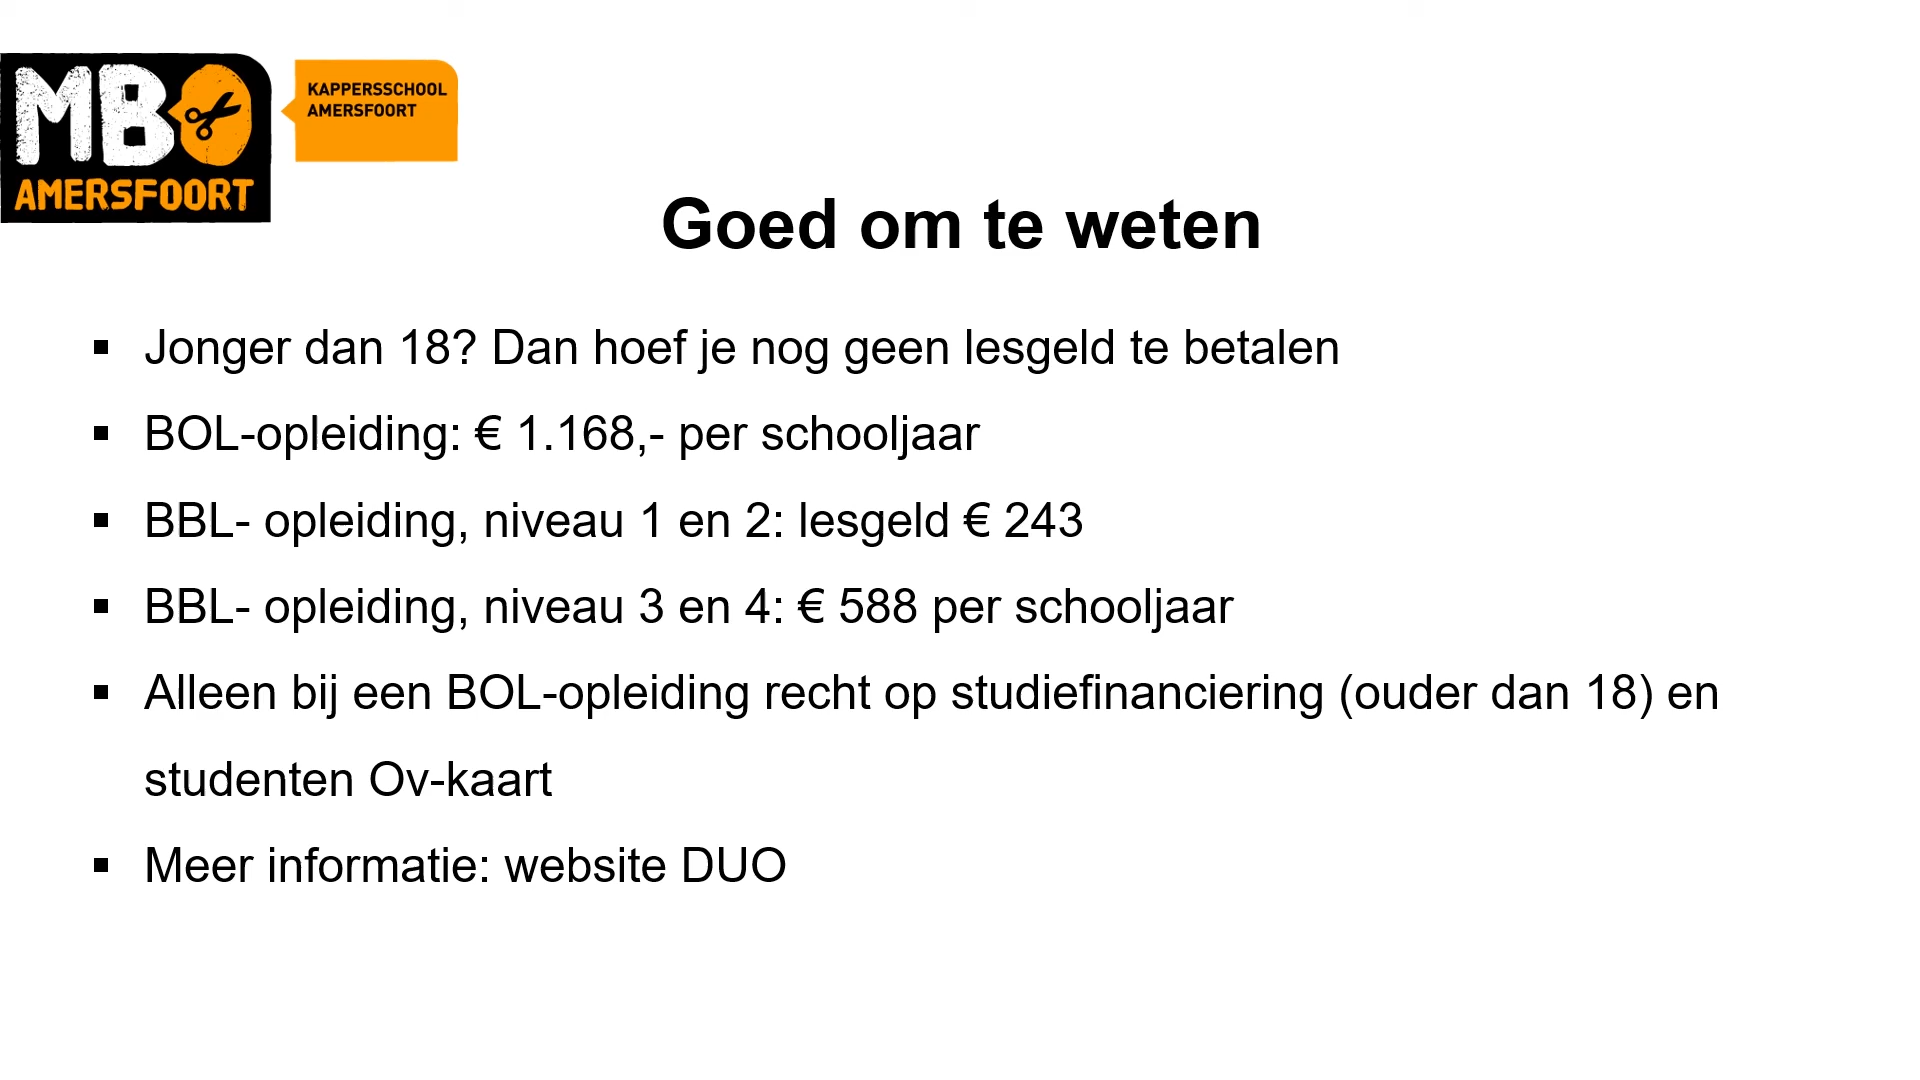 MBO
AMERSFOORT
KAPPERSSCHOOL
AMERSFOORT
Goed om te weten
▪ Jonger dan 18? Dan hoef je nog geen lesgeld te betalen
▪ BOL-opleiding: € 1.168,- per schooljaar
▪ BBL- opleiding, niveau 1 en 2: lesgeld € 243
▪ BBL- opleiding, niveau 3 en 4: € 588 per schooljaar
▪ Alleen bij een BOL-opleiding recht op studiefinanciering (ouder dan 18) en
studenten Ov-kaart
▪ Meer informatie: website DUO